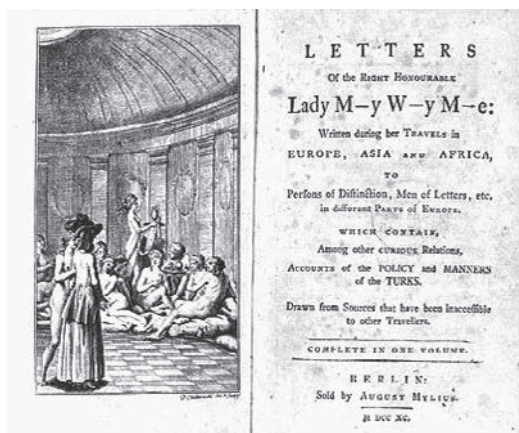 LETTERS
Of the RIGHT HONOURABLE
Lady M—y W—y M—e:
Written during her TRAVELS in
EUROPE, ASIA AND AFRICA,
TO
Perſons of Diſtinction, Men of Letters, etc.
in different PARTS of EUROPE.
WHICH CONTAIN,
Among other CURIOUS Relations,
ACCOUNTS of the POLICY and MANNERS
of the TURKS.
Drawn from Sources that have been inacceſſible
to other Travellers.
COMPLETE IN ONE VOLUME.
BERLIN:
Sold by AUGUST MYLIUS.
M DCC XC.